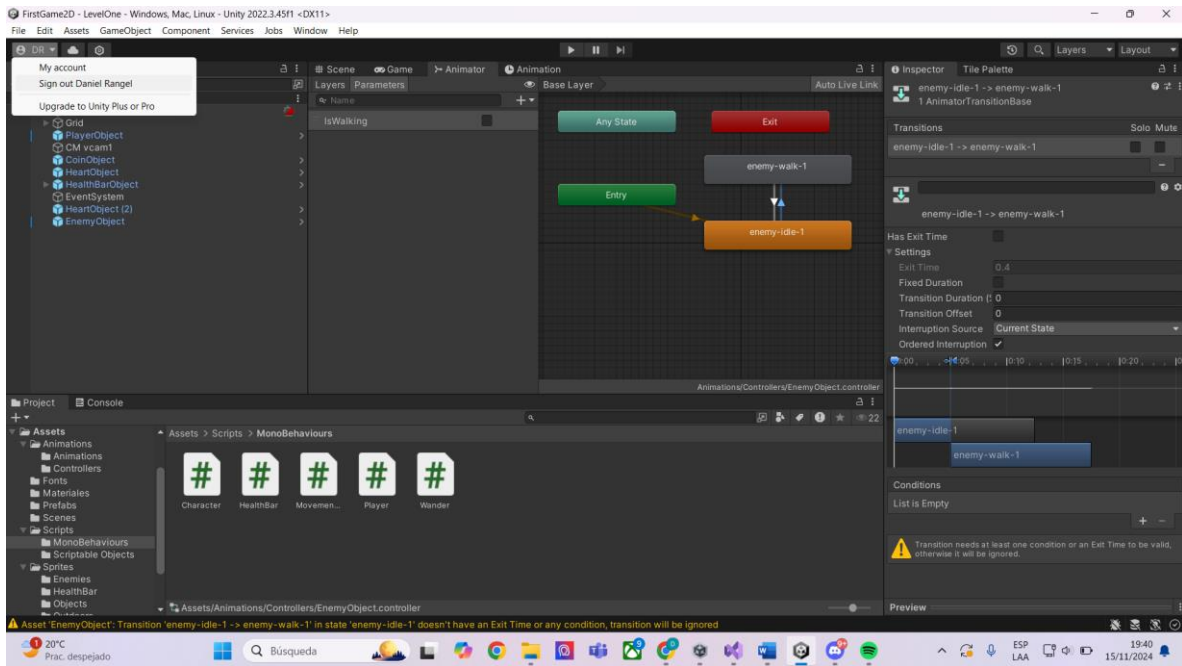 FirstGame2D - LevelOne - Windows, Mac, Linux - Unity 2022.3.45f1 <DX11>
File Edit Assets GameObject Component Services Jobs Window Help
DR Layers Layout
My account
Sign out Daniel Rangel
Upgrade to Unity Plus or Pro
Grid
PlayerObject
CM vcam1
CoinObject
HeartObject
HealthBarObject
EventSystem
HeartObject (2)
EnemyObject
Scene Game Animator Animation
Layers Parameters Base Layer Auto Live Link
Name
IsWalking
Any State Exit
enemy-walk-1
Entry
enemy-idle-1
Animations/Controllers/EnemyObject.controller
Inspector Tile Palette
enemy-idle-1 -> enemy-walk-1
1 AnimatorTransitionBase
Transitions Solo Mute
enemy-idle-1 -> enemy-walk-1
enemy-idle-1 -> enemy-walk-1
Has Exit Time
Settings
Exit Time 0.4
Fixed Duration
Transition Duration (: 0
Transition Offset 0
Interruption Source Current State
Ordered Interruption
0:10 0:15 0:20
enemy-idle-1
enemy-walk-1
Conditions
List is Empty
Transition needs at least one condition or an Exit Time to be valid,
otherwise it will be ignored.
Preview
Project Console
22
Assets
Animations
Animations
Controllers
Fonts
Materiales
Prefabs
Scenes
Scripts
MonoBehaviours
Scriptable Objects
Sprites
Enemies
HealthBar
Objects
Assets > Scripts > MonoBehaviours
Character HealthBar Movemen... Player Wander
Assets/Animations/Controllers/EnemyObject.controller
Asset 'EnemyObject': Transition 'enemy-idle-1 -> enemy-walk-1' in state 'enemy-idle-1' doesn't have an Exit Time or any condition, transition will be ignored
20°C
Prac. despejado
Búsqueda
ESP
LAA
19:40
15/11/2024